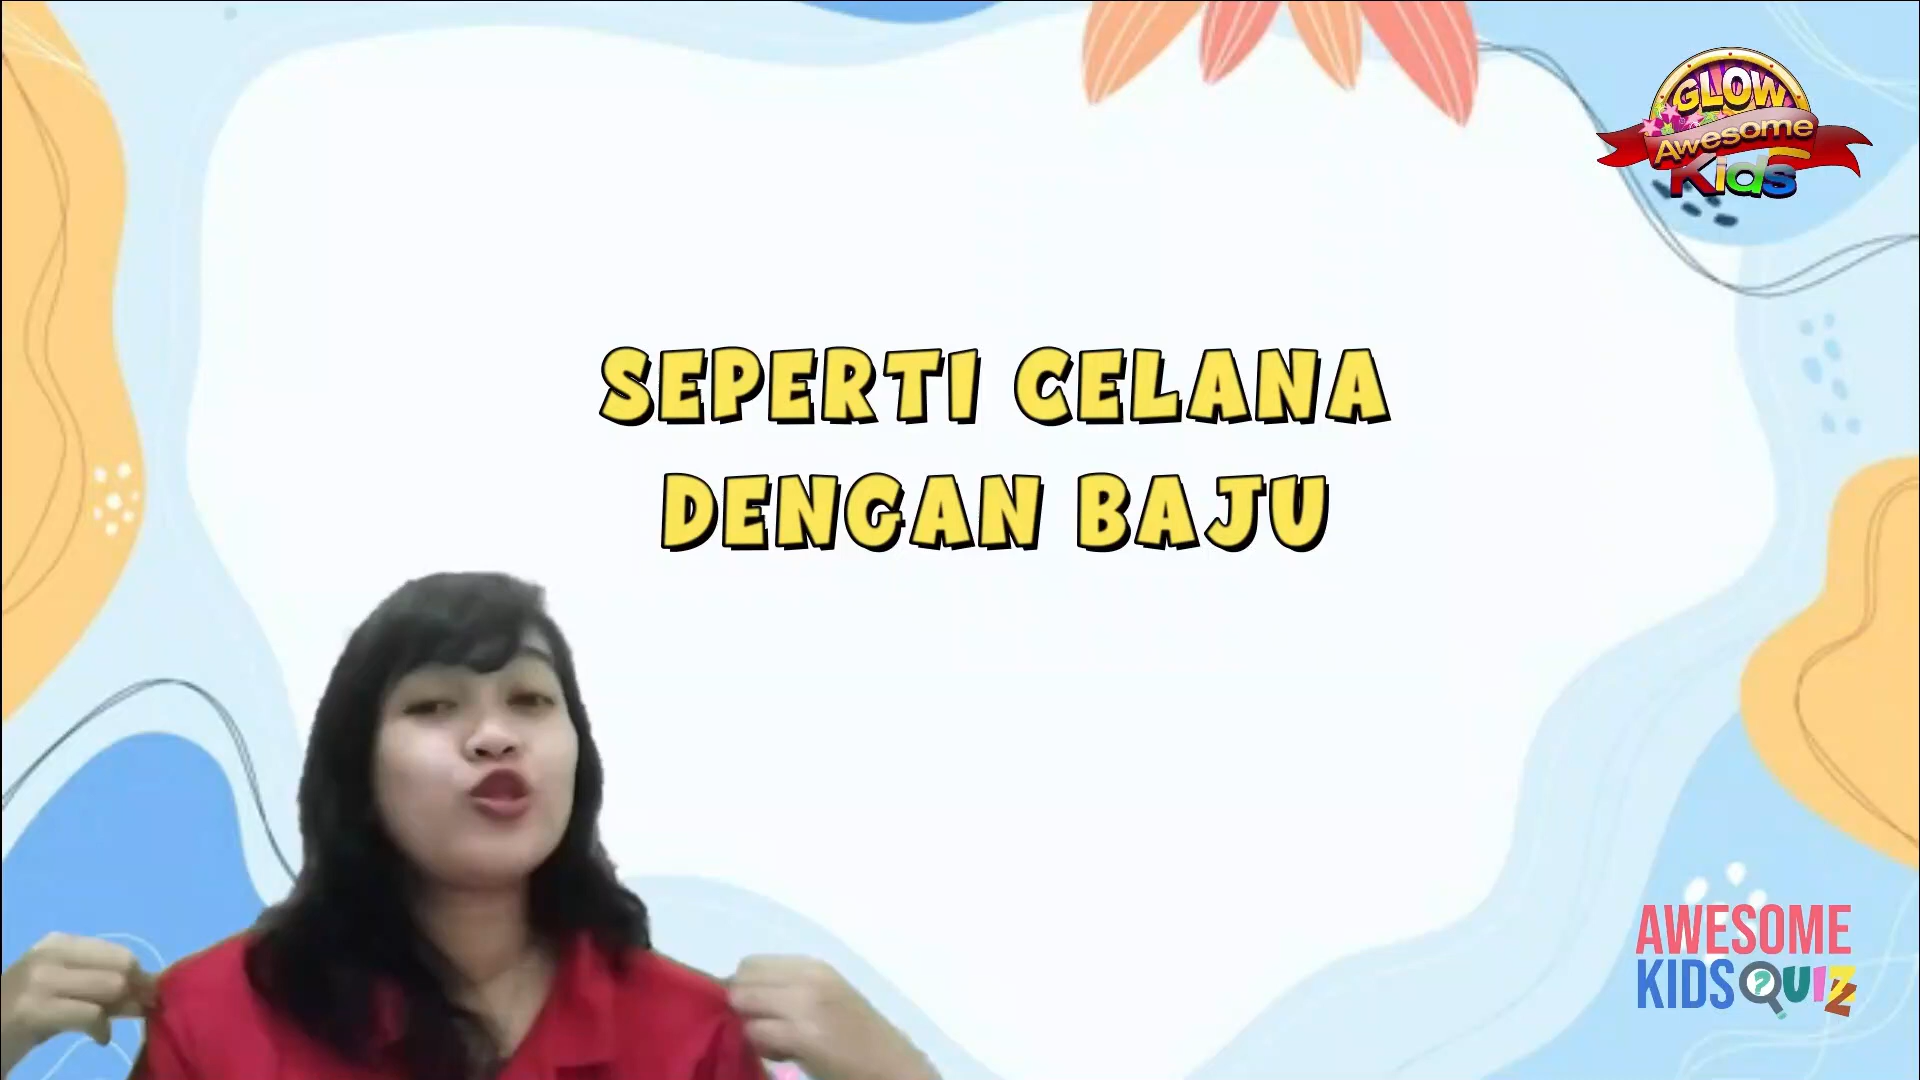 GLOW
Awesome
Kids
SEPERTI CELANA
DENGAN BAJU
AWESOME
KIDS QUIZ